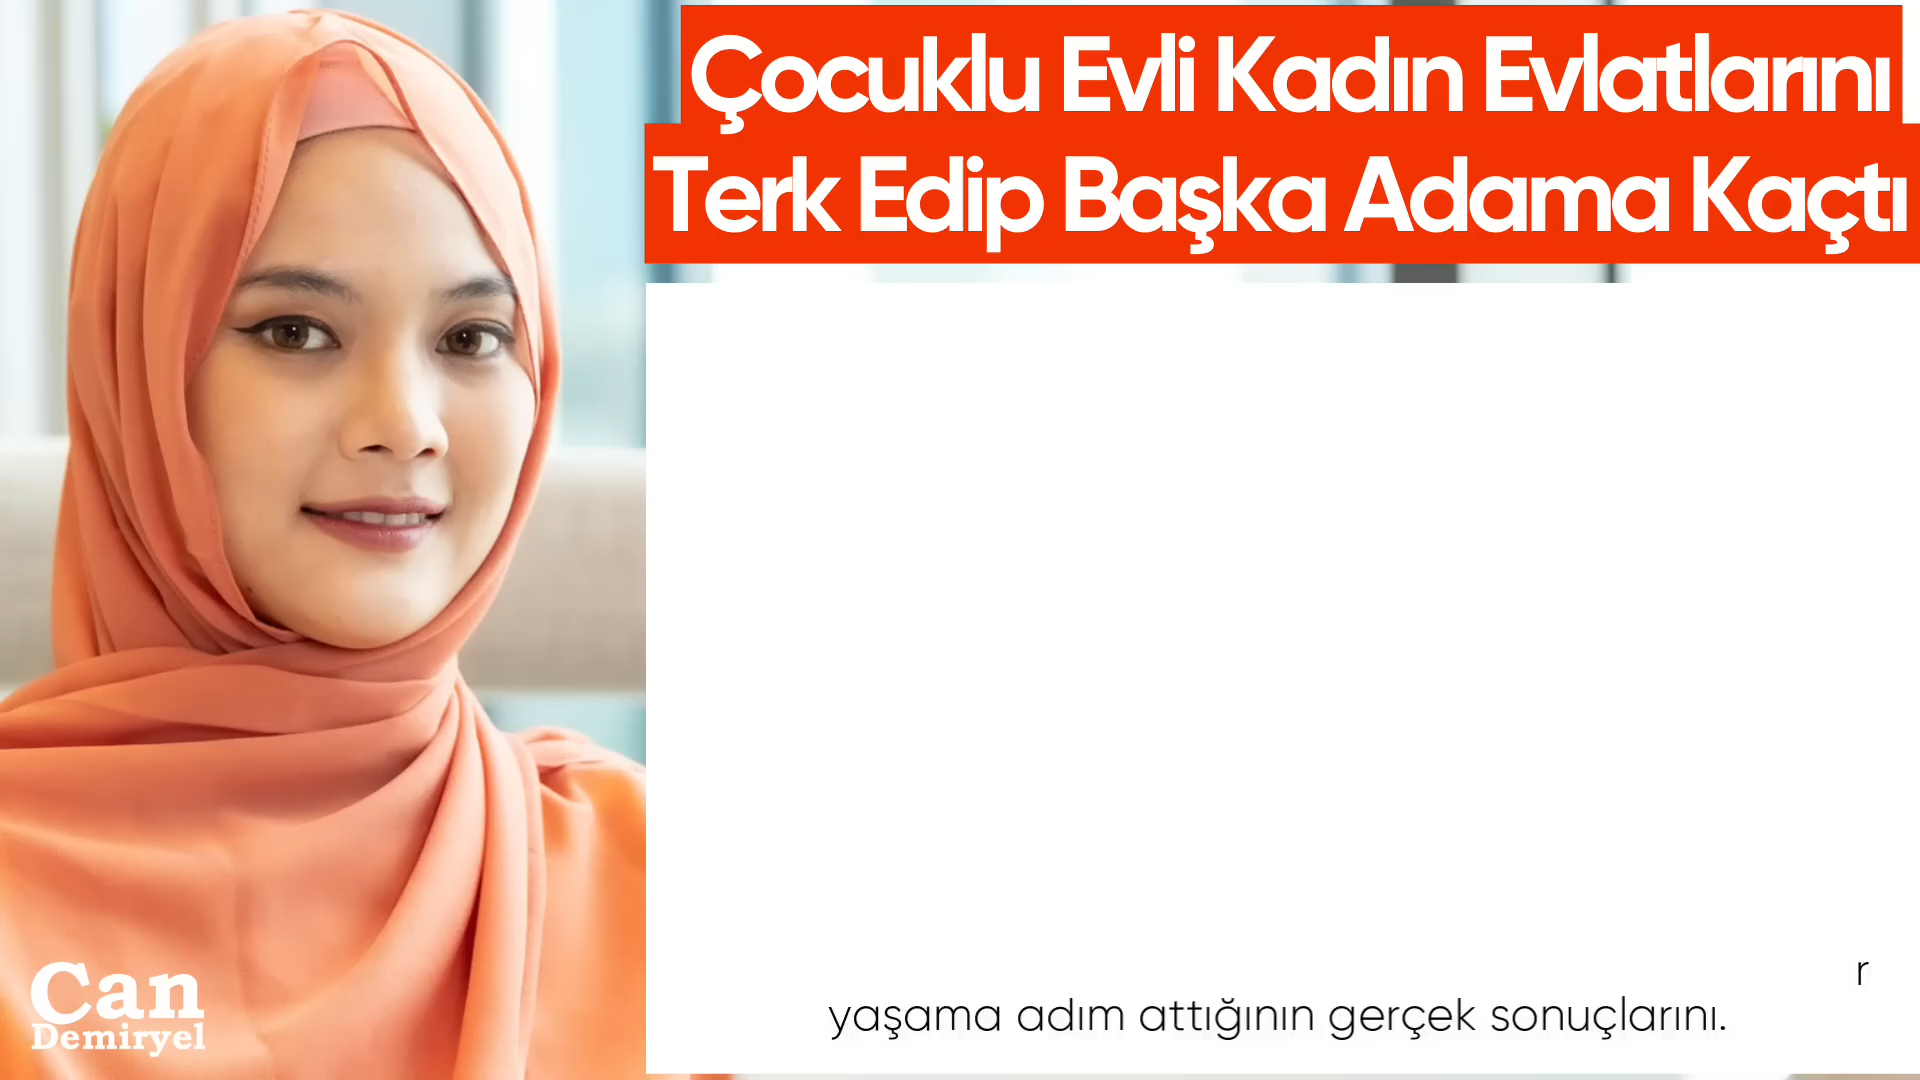 Çocuklu Evli Kadın Evlatlarını
Terk Edip Başka Adama Kaçtı
r
yaşama adım attığının gerçek sonuçlarını.
Can
Demiryel